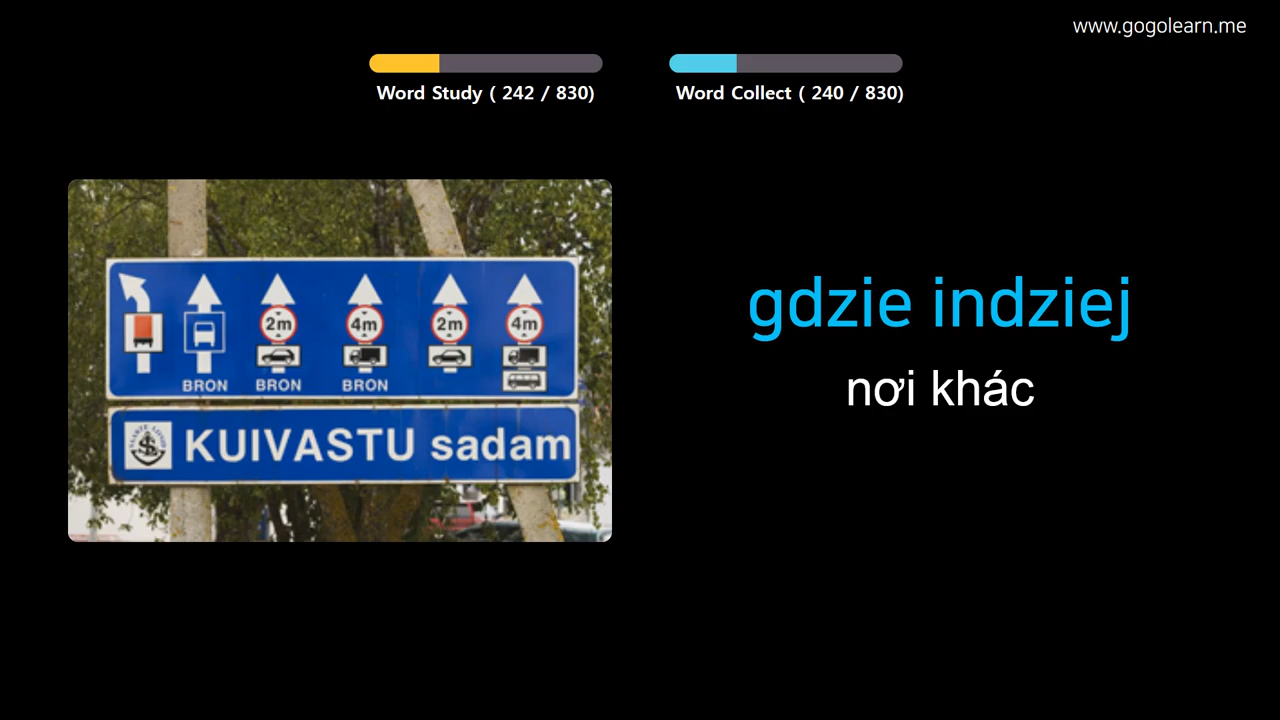 www.gogolearn.me
Word Study ( 242 / 830)
Word Collect ( 240 / 830)
2m
4m
2m
4m
BRON
BRON
BRON
KUIVASTU sadam
gdzie indziej
nơi khác